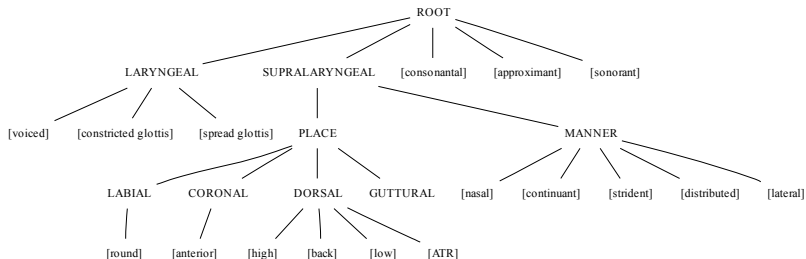 ROOT
LARYNGEAL SUPRALARYNGEAL [consonantal] [approximant] [sonorant]
[voiced] [constricted glottis] [spread glottis] PLACE MANNER
LABIAL CORONAL DORSAL GUTTURAL [nasal] [continuant] [strident] [distributed] [lateral]
[round] [anterior] [high] [back] [low] [ATR]